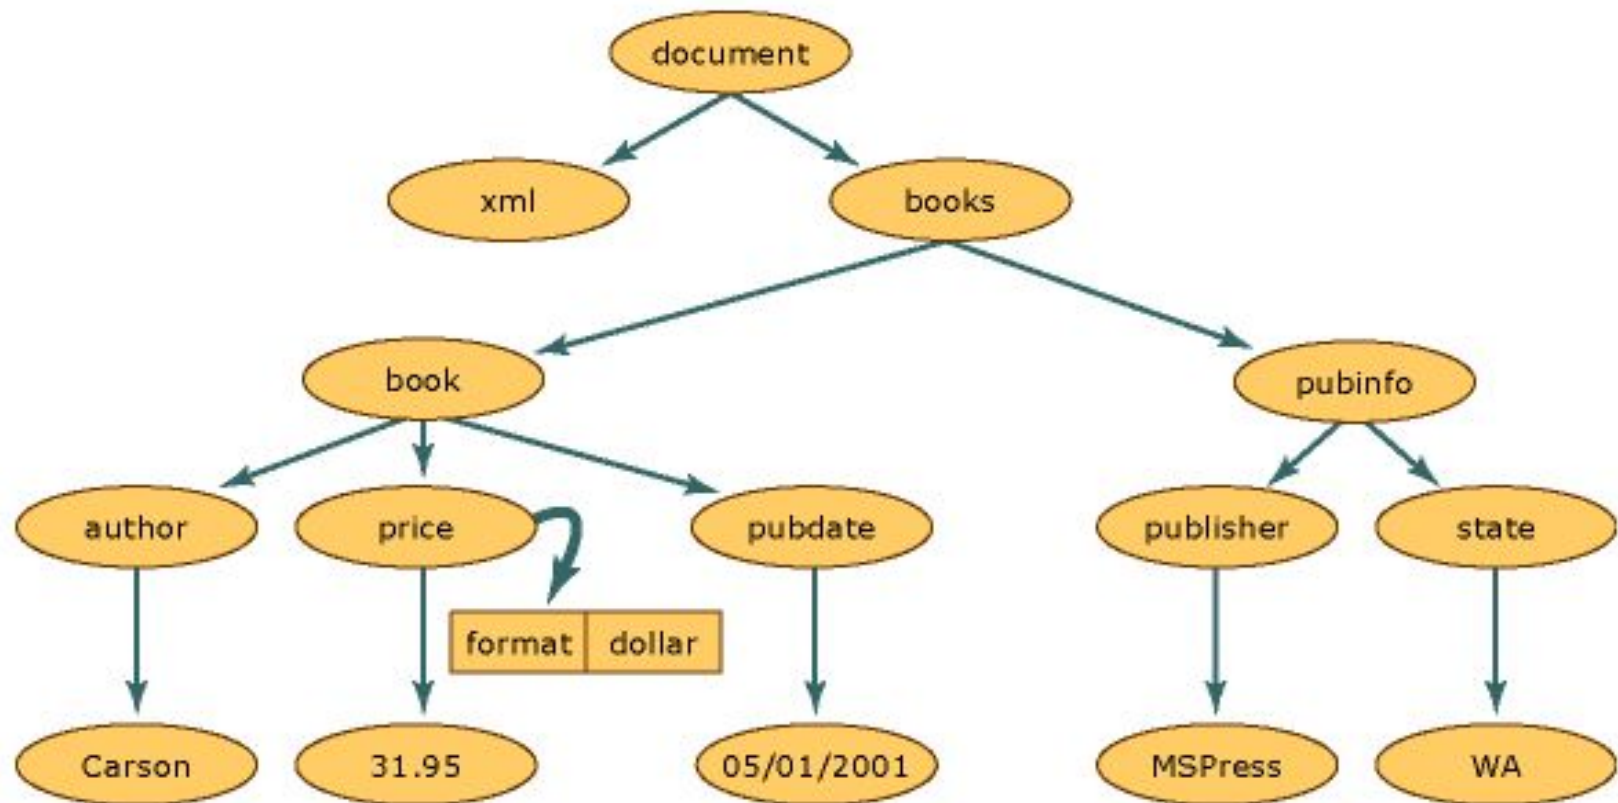 document
xml
books
book
pubinfo
author
price
pubdate
publisher
state
format
dollar
Carson
31.95
05/01/2001
MSPress
WA